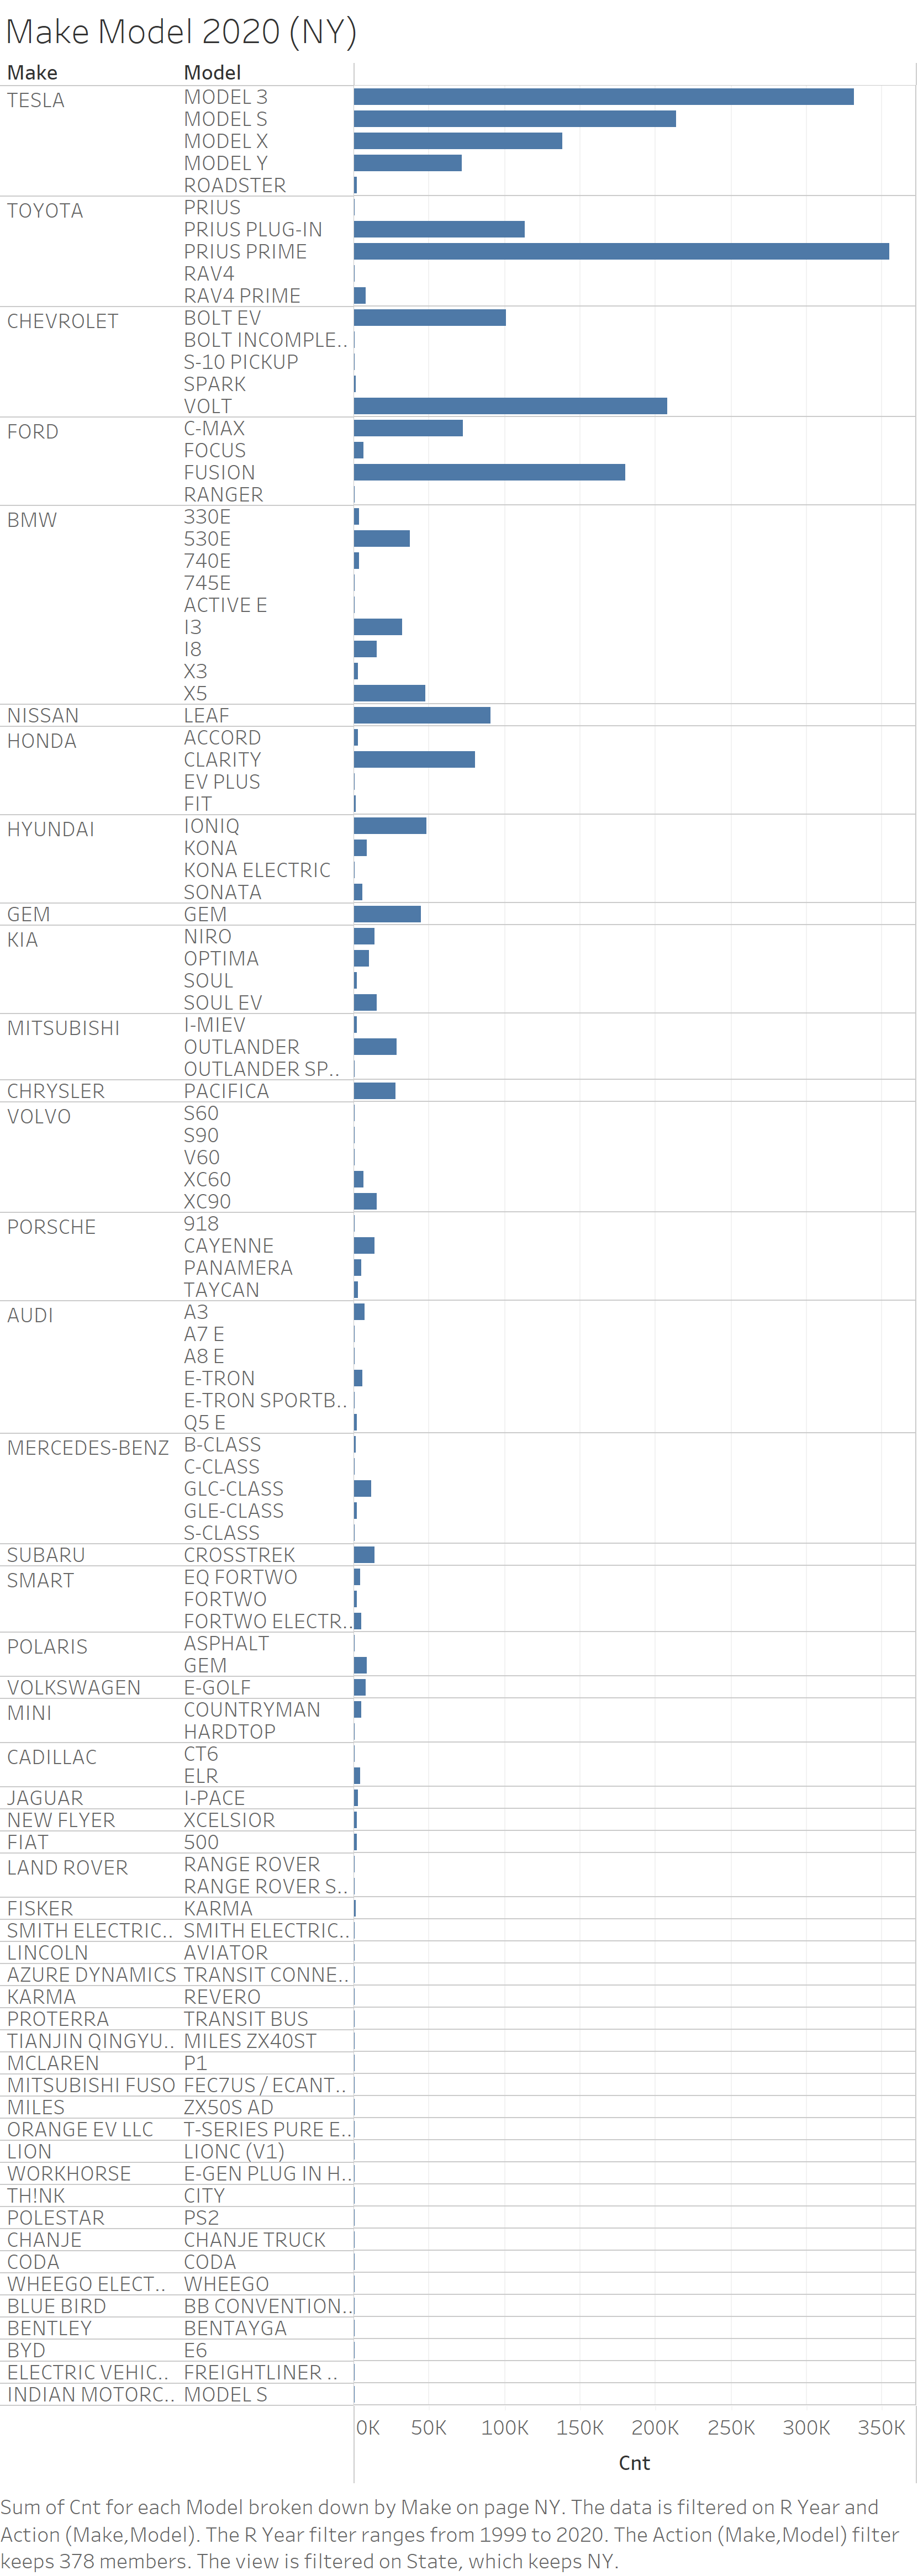 Make Model 2020 (NY)
Make Model
TESLA MODEL 3
MODEL S
MODEL X
MODEL Y
ROADSTER
TOYOTA PRIUS
PRIUS PLUG-IN
PRIUS PRIME
RAV4
RAV4 PRIME
CHEVROLET BOLT EV
BOLT INCOMPLE..
S-10 PICKUP
SPARK
VOLT
FORD C-MAX
FOCUS
FUSION
RANGER
BMW 330E
530E
740E
745E
ACTIVE E
I3
I8
X3
X5
NISSAN LEAF
HONDA ACCORD
CLARITY
EV PLUS
FIT
HYUNDAI IONIQ
KONA
KONA ELECTRIC
SONATA
GEM GEM
KIA NIRO
OPTIMA
SOUL
SOUL EV
MITSUBISHI I-MIEV
OUTLANDER
OUTLANDER SP..
CHRYSLER PACIFICA
VOLVO S60
S90
V60
XC60
XC90
PORSCHE 918
CAYENNE
PANAMERA
TAYCAN
AUDI A3
A7 E
A8 E
E-TRON
E-TRON SPORTB..
Q5 E
MERCEDES-BENZ B-CLASS
C-CLASS
GLC-CLASS
GLE-CLASS
S-CLASS
SUBARU CROSSTREK
SMART EQ FORTWO
FORTWO
FORTWO ELECTR..
POLARIS ASPHALT
GEM
VOLKSWAGEN E-GOLF
MINI COUNTRYMAN
HARDTOP
CADILLAC CT6
ELR
JAGUAR I-PACE
NEW FLYER XCELSIOR
FIAT 500
LAND ROVER RANGE ROVER
RANGE ROVER S..
FISKER KARMA
SMITH ELECTRIC.. SMITH ELECTRIC..
LINCOLN AVIATOR
AZURE DYNAMICS TRANSIT CONNE..
KARMA REVERO
PROTERRA TRANSIT BUS
TIANJIN QINGYU.. MILES ZX40ST
MCLAREN P1
MITSUBISHI FUSO FEC7US / ECANT..
MILES ZX50S AD
ORANGE EV LLC T-SERIES PURE E..
LION LIONC (V1)
WORKHORSE E-GEN PLUG IN H..
TH!NK CITY
POLESTAR PS2
CHANJE CHANJE TRUCK
CODA CODA
WHEEGO ELECT.. WHEEGO
BLUE BIRD BB CONVENTION..
BENTLEY BENTAYGA
BYD E6
ELECTRIC VEHIC.. FREIGHTLINER ..
INDIAN MOTORC.. MODEL S
0K 50K 100K 150K 200K 250K 300K 350K
Cnt
Sum of Cnt for each Model broken down by Make on page NY. The data is filtered on R Year and
Action (Make,Model). The R Year filter ranges from 1999 to 2020. The Action (Make,Model) filter
keeps 378 members. The view is filtered on State, which keeps NY.